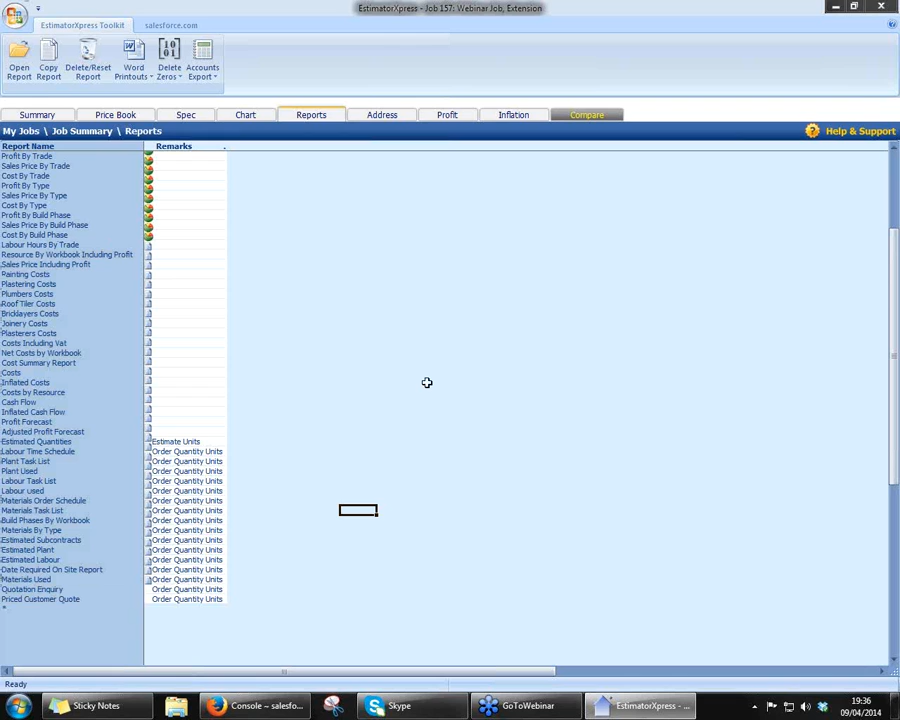 EstimatorXpress - Job 157: Webinar Job, Extension
EstimatorXpress Toolkit salesforce.com
Open Report
Copy Report
Delete/Reset Report
Word Printouts
Delete Zeros
Accounts Export
Summary Price Book Spec Chart Reports Address Profit Inflation Compare
My Jobs \ Job Summary \ Reports Help & Support
Report Name Remarks
Profit By Trade
Sales Price By Trade
Cost By Trade
Profit By Type
Sales Price By Type
Cost By Type
Profit By Build Phase
Sales Price By Build Phase
Cost By Build Phase
Labour Hours By Trade
Resource By Workbook Including Profit
Sales Price Including Profit
Painting Costs
Plastering Costs
Plumbers Costs
Roof Tiler Costs
Bricklayers Costs
Joinery Costs
Plasterers Costs
Costs Including Vat
Net Costs by Workbook
Cost Summary Report
Costs
Inflated Costs
Costs by Resource
Cash Flow
Inflated Cash Flow
Profit Forecast
Adjusted Profit Forecast
Estimated Quantities Estimate Units
Labour Time Schedule Order Quantity Units
Plant Task List Order Quantity Units
Plant Used Order Quantity Units
Labour Task List Order Quantity Units
Labour used Order Quantity Units
Materials Order Schedule Order Quantity Units
Materials Task List Order Quantity Units
Build Phases By Workbook Order Quantity Units
Materials By Type Order Quantity Units
Estimated Subcontracts Order Quantity Units
Estimated Plant Order Quantity Units
Estimated Labour Order Quantity Units
Date Required On Site Report Order Quantity Units
Materials Used Order Quantity Units
Quotation Enquiry Order Quantity Units
Priced Customer Quote Order Quantity Units
*
Ready
Sticky Notes Console ~ salesfo... Skype GoToWebinar EstimatorXpress - ... 19:36
09/04/2014